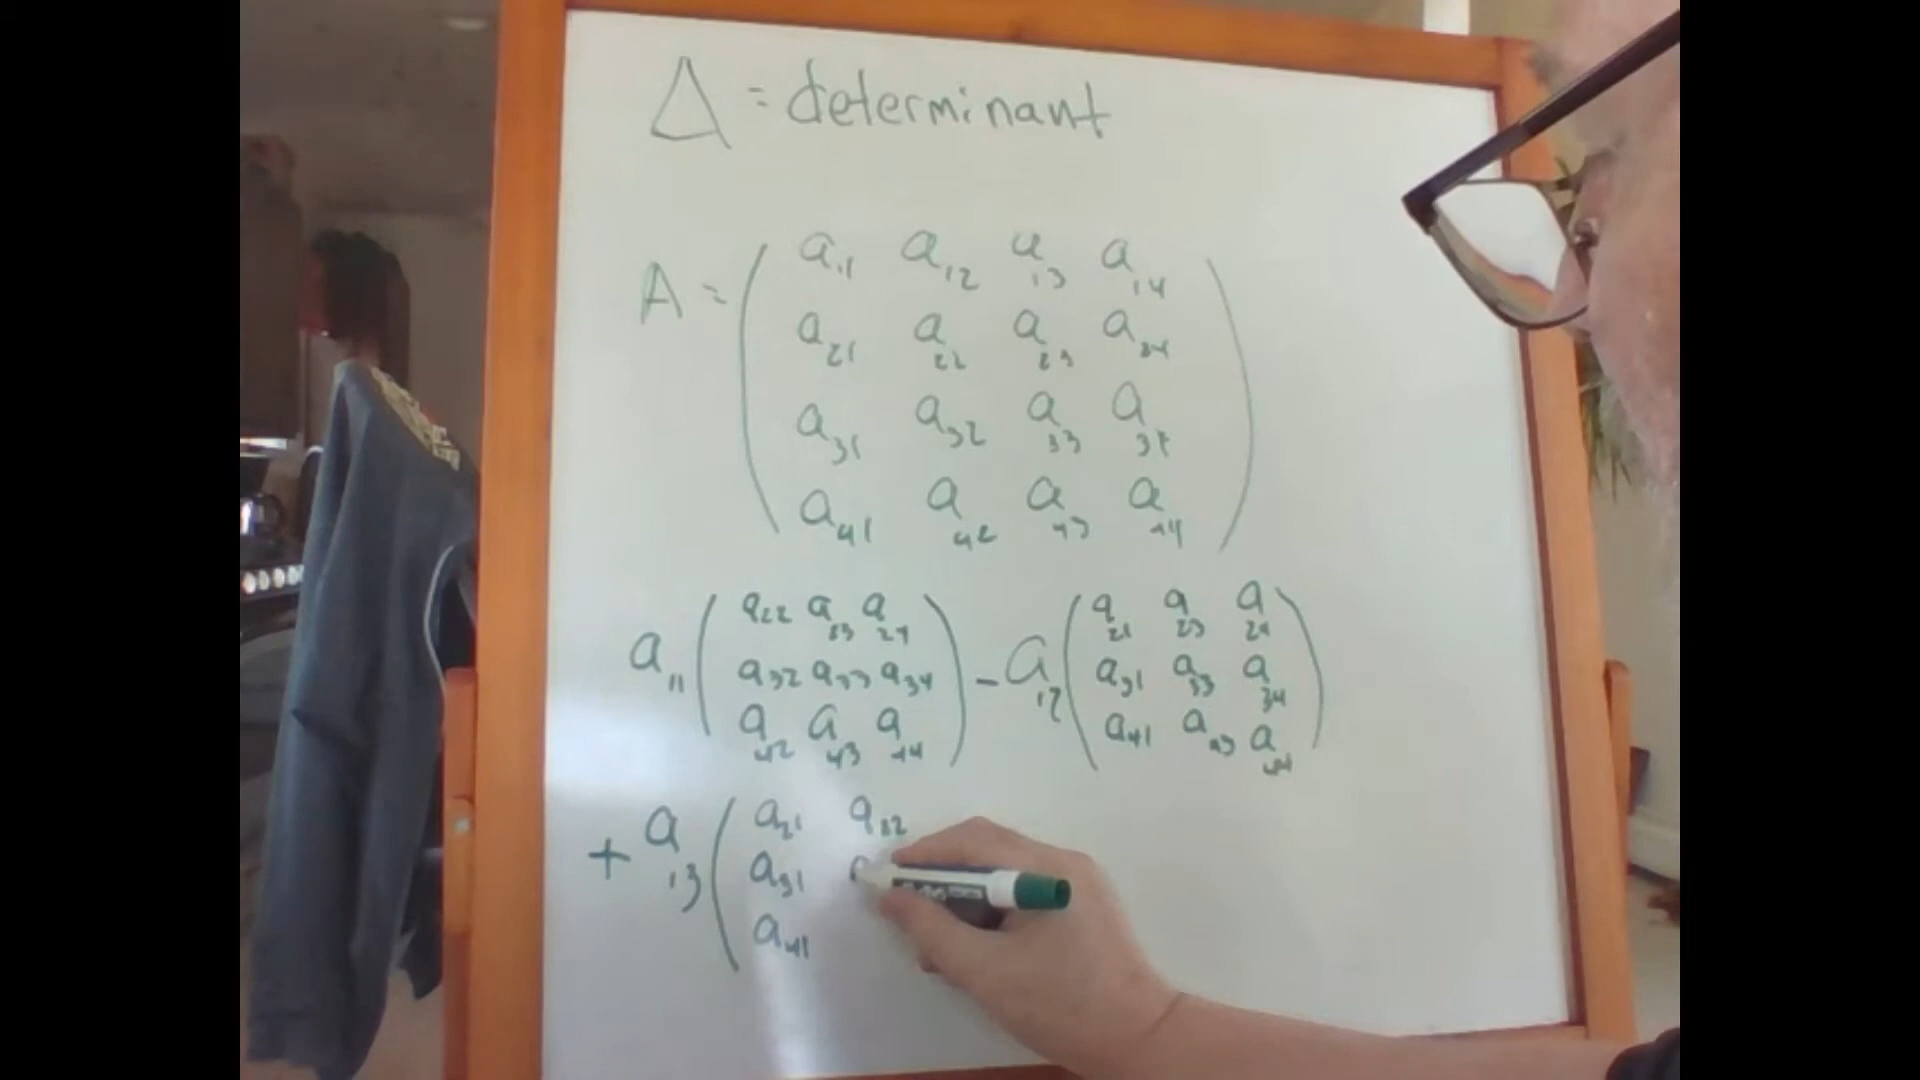 Δ = determinant
A = ( a11 a12 a13 a14
a21 a22 a23 a24
a31 a32 a33 a34
a41 a42 a43 a44 )
a11 ( a22 a23 a24
a32 a33 a34
a42 a43 a44 ) - a12 ( a21 a23 a24
a31 a33 a34
a41 a43 a44 )
+ a13 ( a21 a22
a31
a41